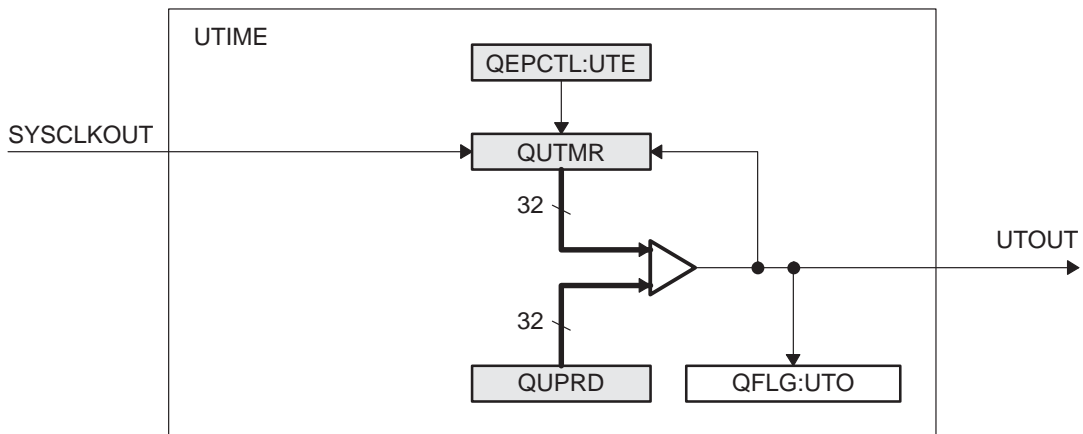 UTIME
QEPCTL:UTE
SYSCLKOUT
QUTMR
32
UTOUT
32
QUPRD
QFLG:UTO